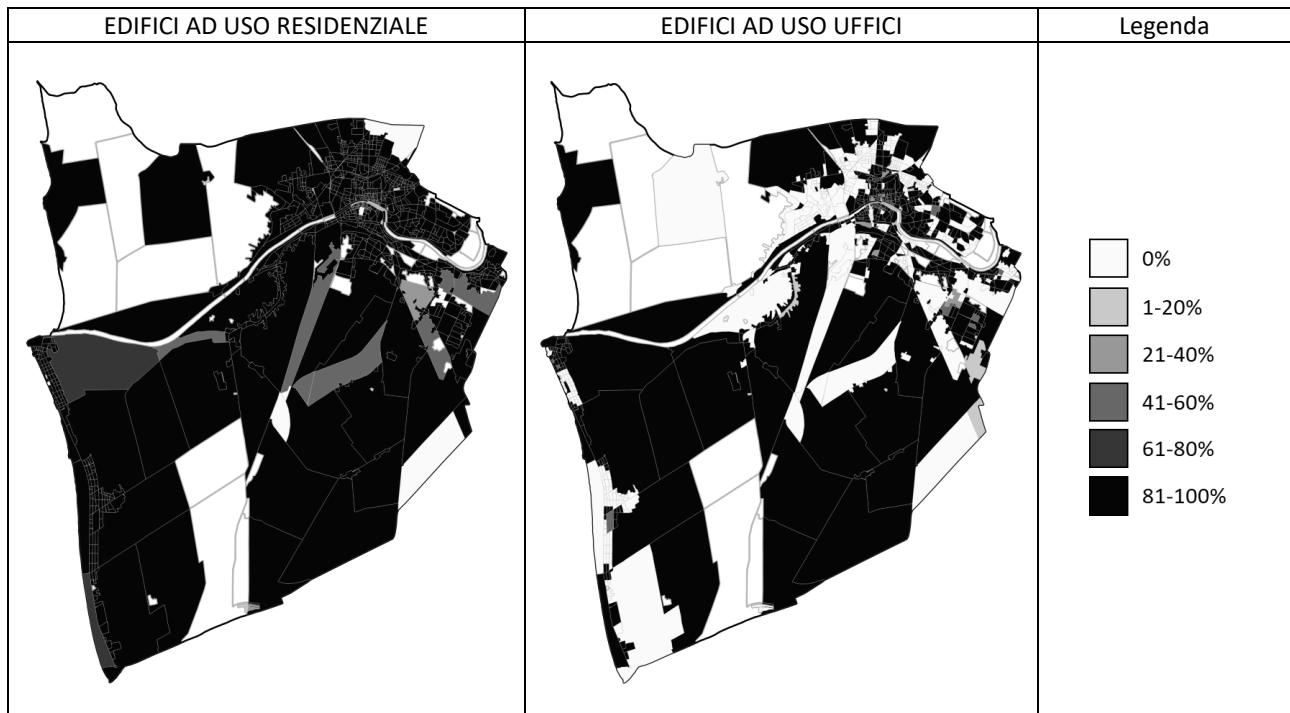 EDIFICI AD USO RESIDENZIALE
EDIFICI AD USO UFFICI
Legenda
0%
1-20%
21-40%
41-60%
61-80%
81-100%